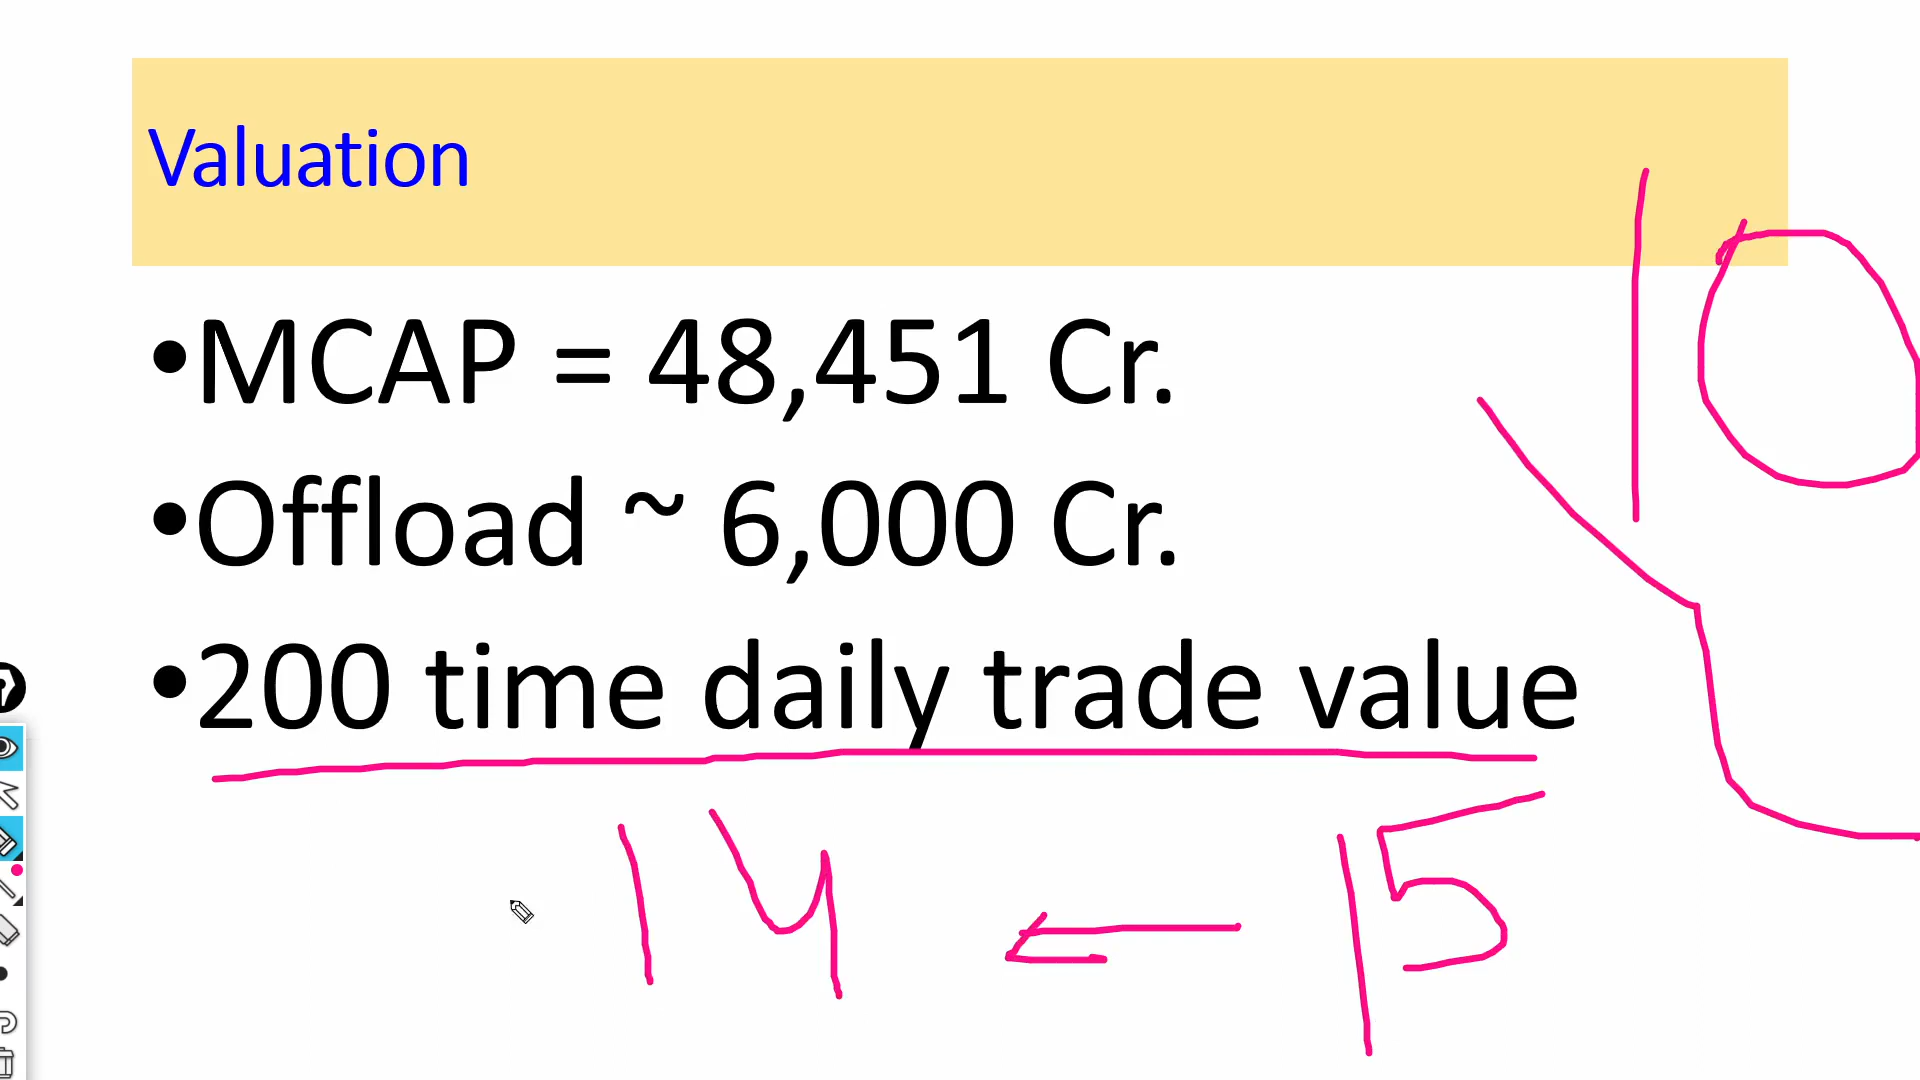 Valuation
10
•MCAP = 48,451 Cr.
•Offload ~ 6,000 Cr.
•200 time daily trade value
14 ← 15